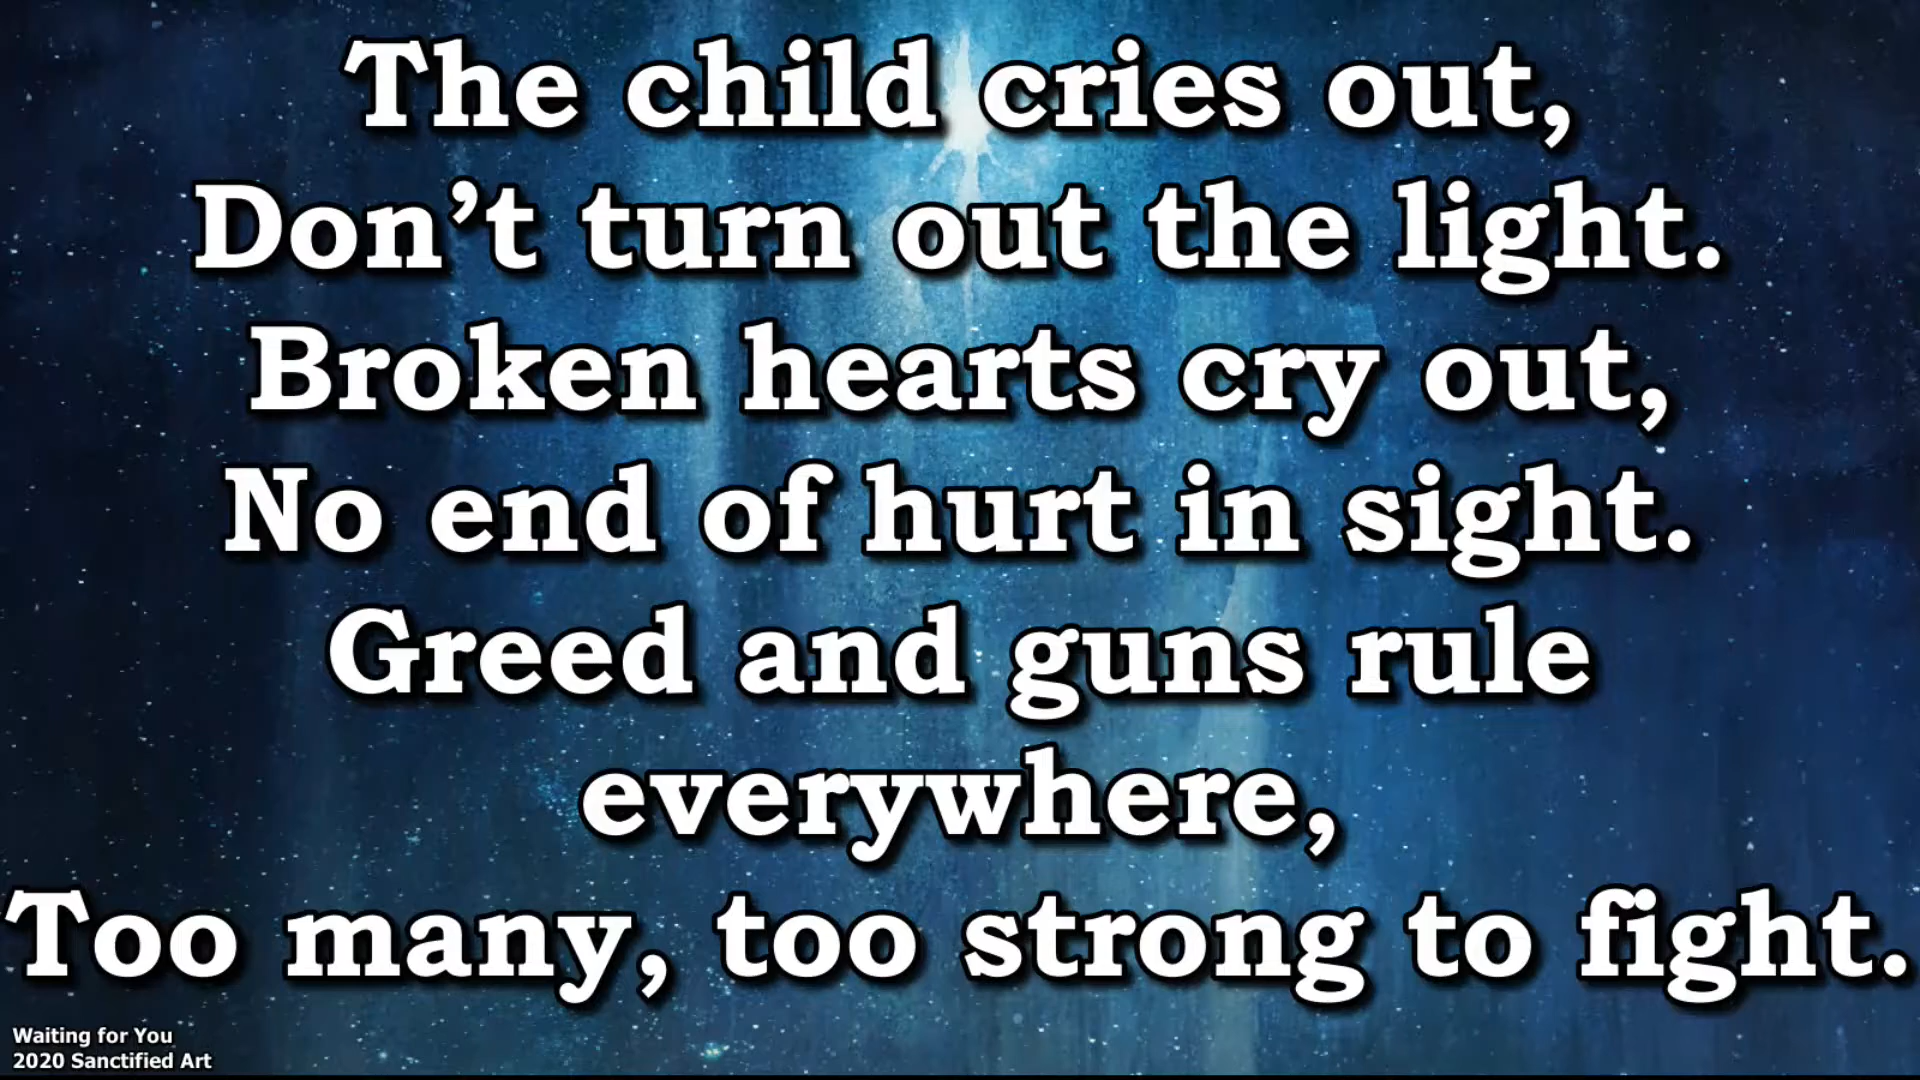 The child cries out,
Don’t turn out the light.
Broken hearts cry out,
No end of hurt in sight.
Greed and guns rule
everywhere,
Too many, too strong to fight.
Waiting for You
2020 Sanctified Art